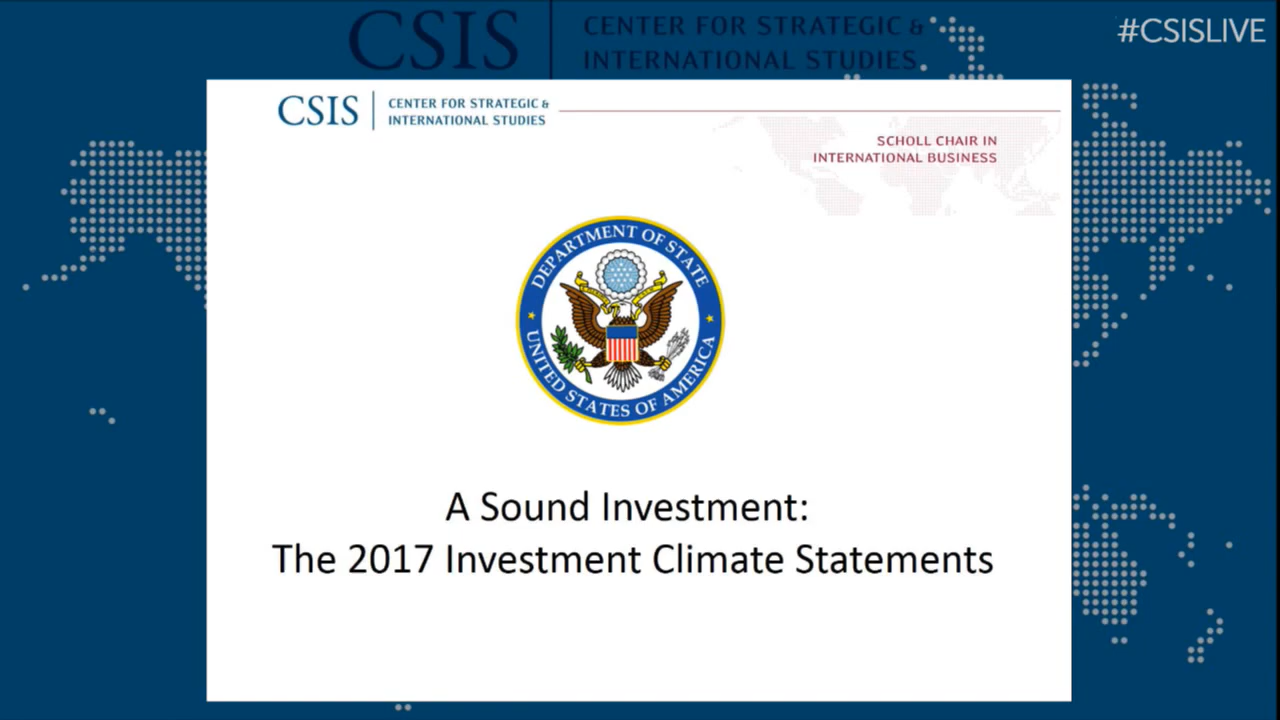 CSIS
CENTER FOR STRATEGIC &
INTERNATIONAL STUDIES
#CSISLIVE
CSIS
CENTER FOR STRATEGIC &
INTERNATIONAL STUDIES
SCHOLL CHAIR IN
INTERNATIONAL BUSINESS
DEPARTMENT OF STATE
UNITED STATES OF AMERICA
A Sound Investment:
The 2017 Investment Climate Statements